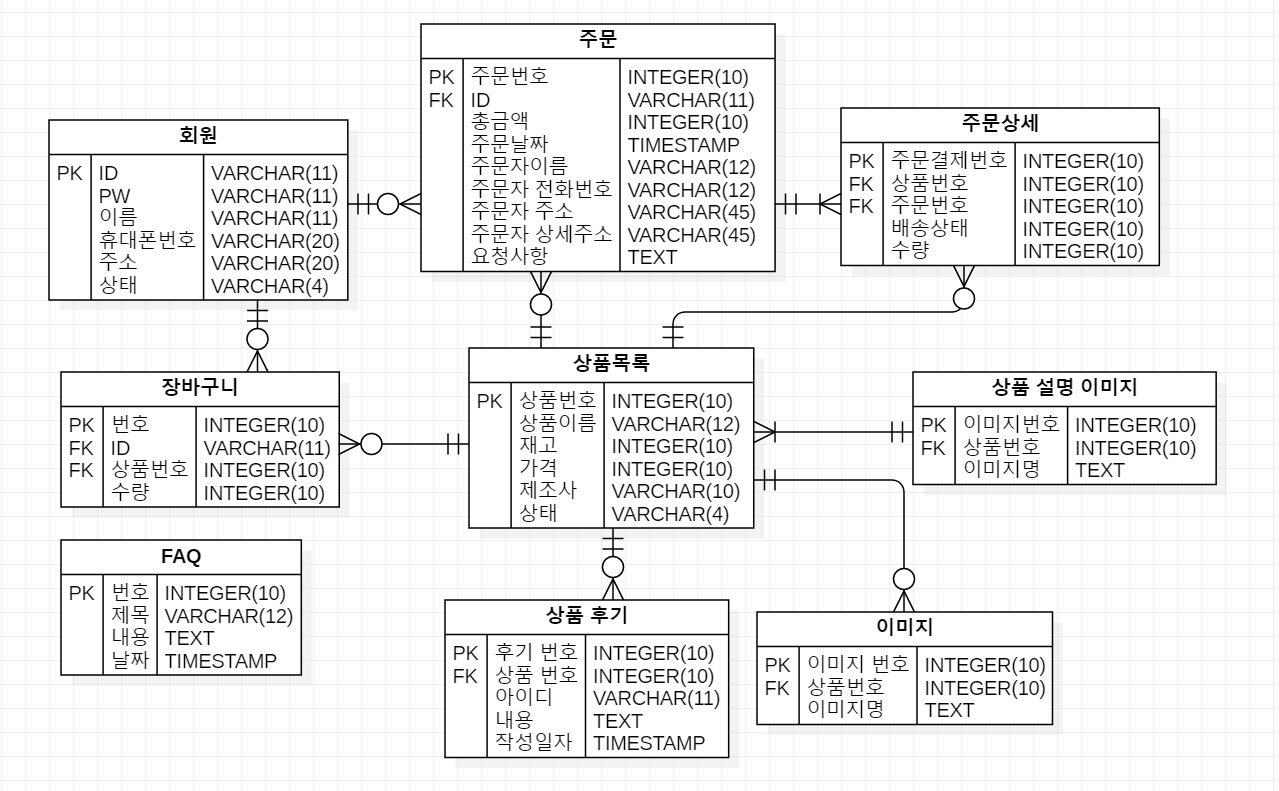 주문
PK 주문번호 INTEGER(10)
FK ID VARCHAR(11)
총금액 INTEGER(10)
주문날짜 TIMESTAMP
주문자이름 VARCHAR(12)
주문자 전화번호 VARCHAR(12)
주문자 주소 VARCHAR(45)
주문자 상세주소 VARCHAR(45)
요청사항 TEXT
회원
PK ID VARCHAR(11)
PW VARCHAR(11)
이름 VARCHAR(11)
휴대폰번호 VARCHAR(20)
주소 VARCHAR(20)
상태 VARCHAR(4)
주문상세
PK 주문결제번호 INTEGER(10)
FK 상품번호 INTEGER(10)
FK 주문번호 INTEGER(10)
배송상태 INTEGER(10)
수량 INTEGER(10)
장바구니
PK 번호 INTEGER(10)
FK ID VARCHAR(11)
FK 상품번호 INTEGER(10)
수량 INTEGER(10)
상품목록
PK 상품번호 INTEGER(10)
상품이름 VARCHAR(12)
재고 INTEGER(10)
가격 INTEGER(10)
제조사 VARCHAR(10)
상태 VARCHAR(4)
상품 설명 이미지
PK 이미지번호 INTEGER(10)
FK 상품번호 INTEGER(10)
이미지명 TEXT
FAQ
PK 번호 INTEGER(10)
제목 VARCHAR(12)
내용 TEXT
날짜 TIMESTAMP
상품 후기
PK 후기 번호 INTEGER(10)
FK 상품 번호 INTEGER(10)
아이디 VARCHAR(11)
내용 TEXT
작성일자 TIMESTAMP
이미지
PK 이미지 번호 INTEGER(10)
FK 상품번호 INTEGER(10)
이미지명 TEXT